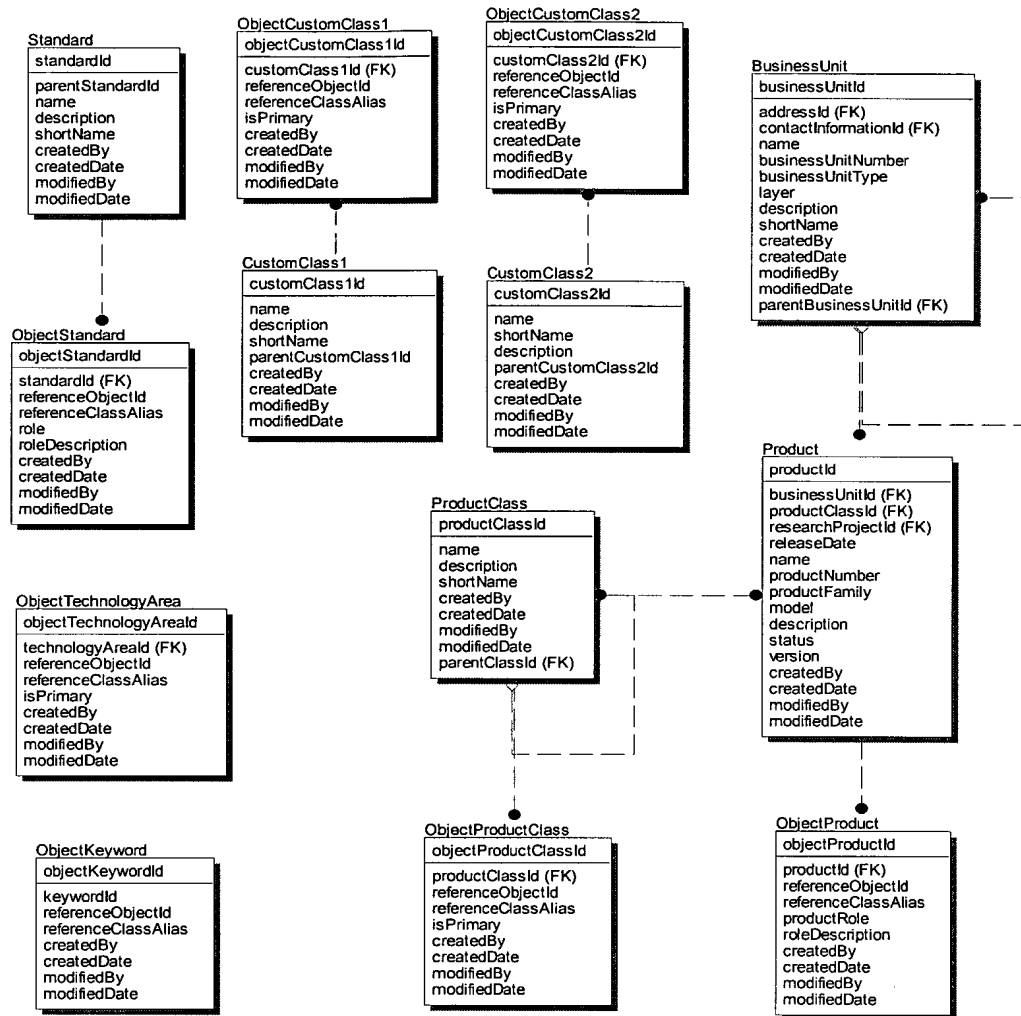 Standard
standardId
parentStandardId
name
description
shortName
createdBy
createdDate
modifiedBy
modifiedDate
ObjectCustomClass1
objectCustomClass1Id
customClass1Id (FK)
referenceObjectId
referenceClassAlias
isPrimary
createdBy
createdDate
modifiedBy
modifiedDate
ObjectCustomClass2
objectCustomClass2Id
customClass2Id (FK)
referenceObjectId
referenceClassAlias
isPrimary
createdBy
createdDate
modifiedBy
modifiedDate
BusinessUnit
businessUnitId
addressId (FK)
contactInformationId (FK)
name
businessUnitNumber
businessUnitType
layer
description
shortName
createdBy
createdDate
modifiedBy
modifiedDate
parentBusinessUnitId (FK)
CustomClass1
customClass1Id
name
description
shortName
parentCustomClass1Id
createdBy
createdDate
modifiedBy
modifiedDate
CustomClass2
customClass2Id
name
shortName
description
parentCustomClass2Id
createdBy
createdDate
modifiedBy
modifiedDate
ObjectStandard
objectStandardId
standardId (FK)
referenceObjectId
referenceClassAlias
role
roleDescription
createdBy
createdDate
modifiedBy
modifiedDate
Product
productId
businessUnitId (FK)
productClassId (FK)
researchProjectId (FK)
releaseDate
name
productNumber
productFamily
model
description
status
version
createdBy
createdDate
modifiedBy
modifiedDate
ProductClass
productClassId
name
description
shortName
createdBy
createdDate
modifiedBy
modifiedDate
parentClassId (FK)
ObjectTechnologyArea
objectTechnologyAreaId
technologyAreaId (FK)
referenceObjectId
referenceClassAlias
isPrimary
createdBy
createdDate
modifiedBy
modifiedDate
ObjectKeyword
objectKeywordId
keywordId
referenceObjectId
referenceClassAlias
createdBy
createdDate
modifiedBy
modifiedDate
ObjectProductClass
objectProductClassId
productClassId (FK)
referenceObjectId
referenceClassAlias
isPrimary
createdBy
createdDate
modifiedBy
modifiedDate
ObjectProduct
objectProductId
productId (FK)
referenceObjectId
referenceClassAlias
productRole
roleDescription
createdBy
createdDate
modifiedBy
modifiedDate